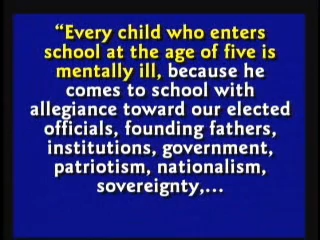 “Every child who enters
school at the age of five is
mentally ill, because he
comes to school with
allegiance toward our elected
officials, founding fathers,
institutions, government,
patriotism, nationalism,
sovereignty,...